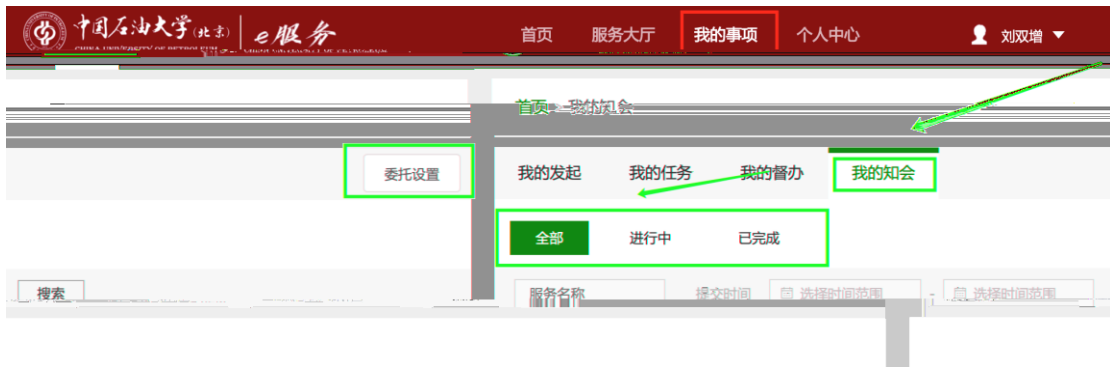 中国石油大学(北京) e服务 首页 服务大厅 我的事项 个人中心 刘双增
首页 > 我的知会
委托设置 我的发起 我的任务 我的督办 我的知会
全部 进行中 已完成
搜索 服务名称 提交时间 选择时间范围 - 选择时间范围